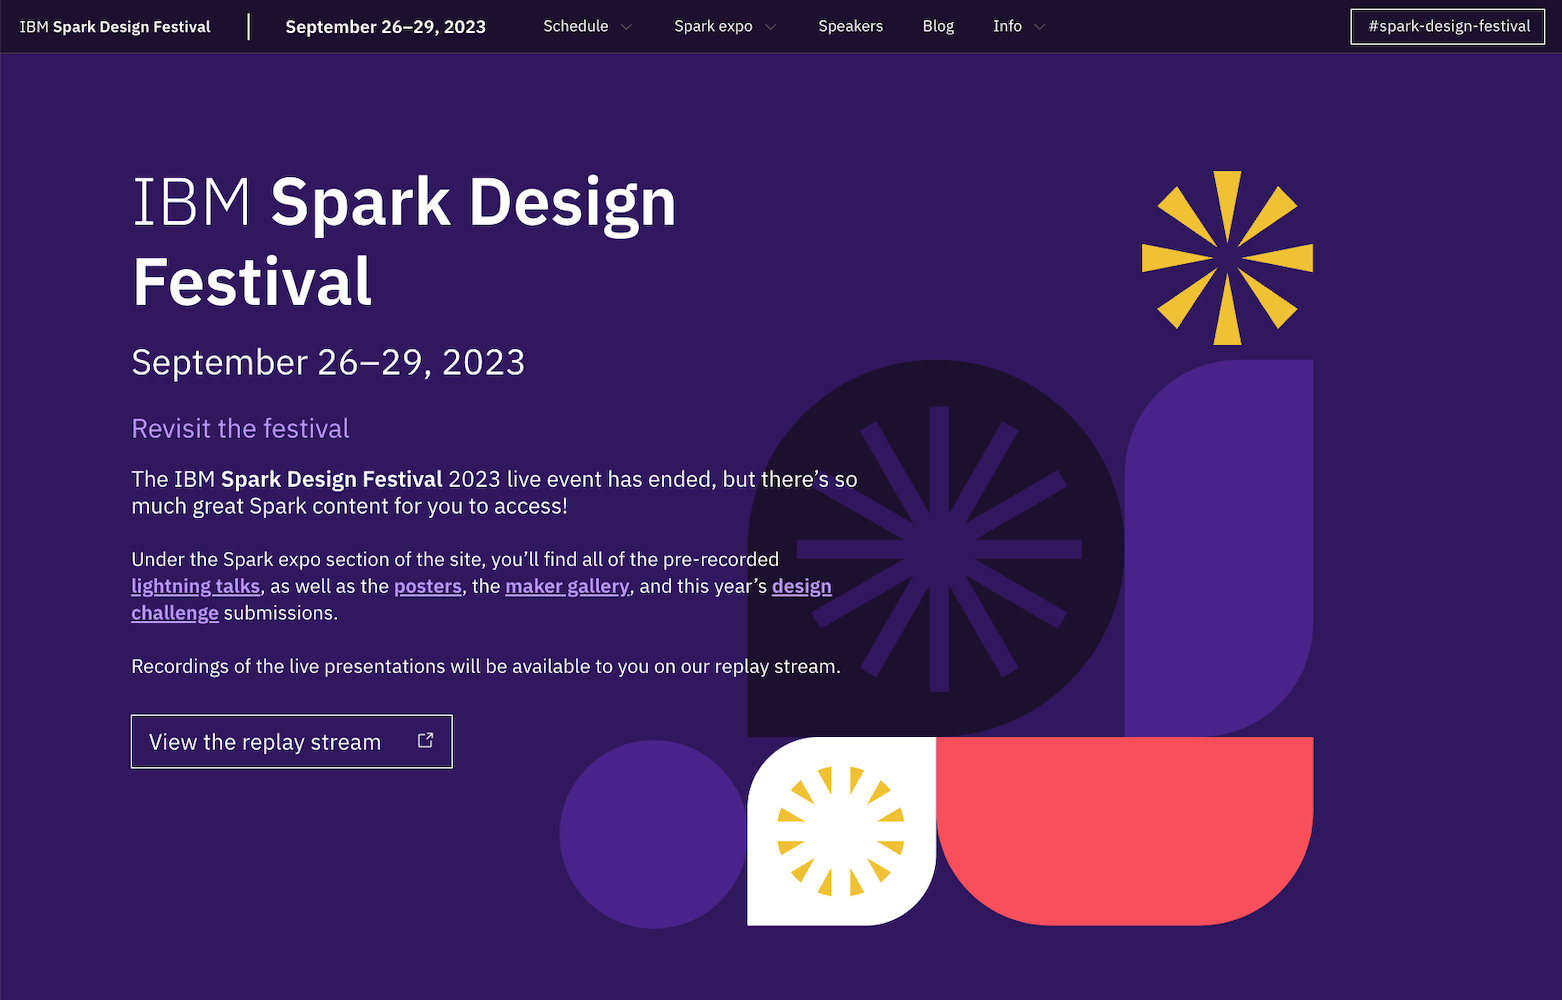 IBM Spark Design Festival
September 26–29, 2023
Schedule
Spark expo
Speakers
Blog
Info
#spark-design-festival
IBM Spark Design
Festival
September 26–29, 2023
Revisit the festival
The IBM Spark Design Festival 2023 live event has ended, but there’s so
much great Spark content for you to access!
Under the Spark expo section of the site, you’ll find all of the pre-recorded
lightning talks, as well as the posters, the maker gallery, and this year’s design
challenge submissions.
Recordings of the live presentations will be available to you on our replay stream.
View the replay stream